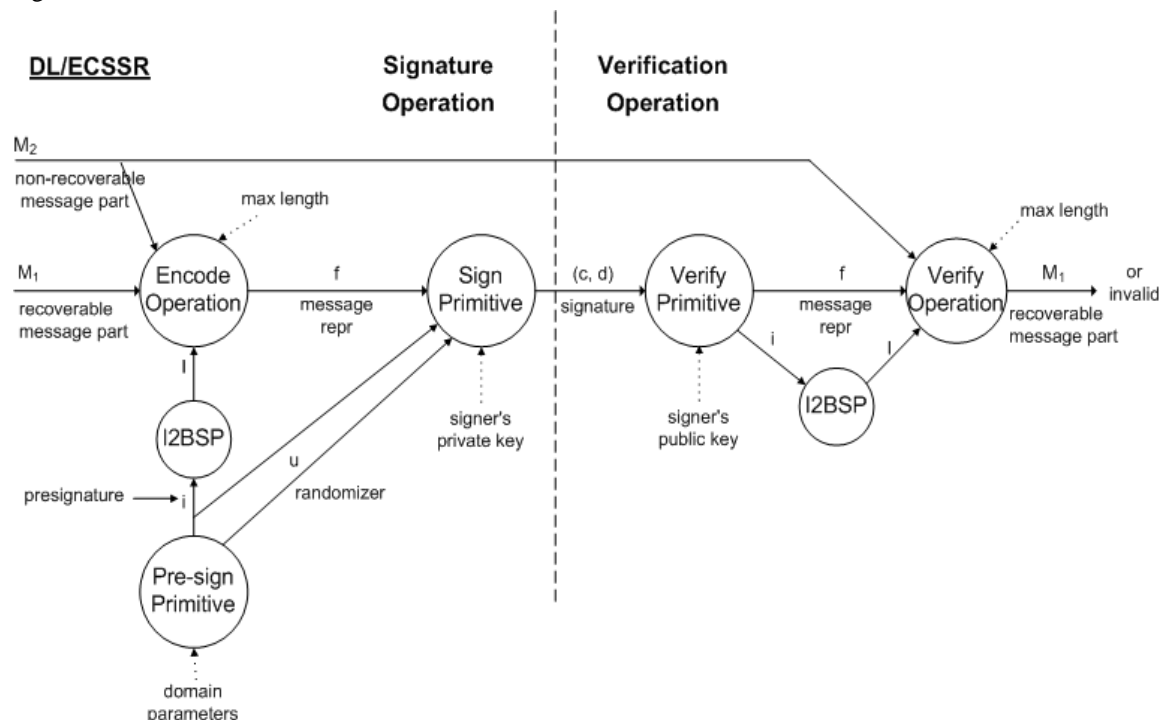 DL/ECSSR
Signature
Operation
Verification
Operation
M2
non-recoverable
message part
max length
max length
M1
recoverable
message part
Encode
Operation
f
message
repr
Sign
Primitive
(c, d)
signature
Verify
Primitive
f
message
repr
Verify
Operation
M1
recoverable
message part
or
invalid
I
i
I
I2BSP
I2BSP
signer's
private key
signer's
public key
u
randomizer
presignature
i
Pre-sign
Primitive
domain
parameters